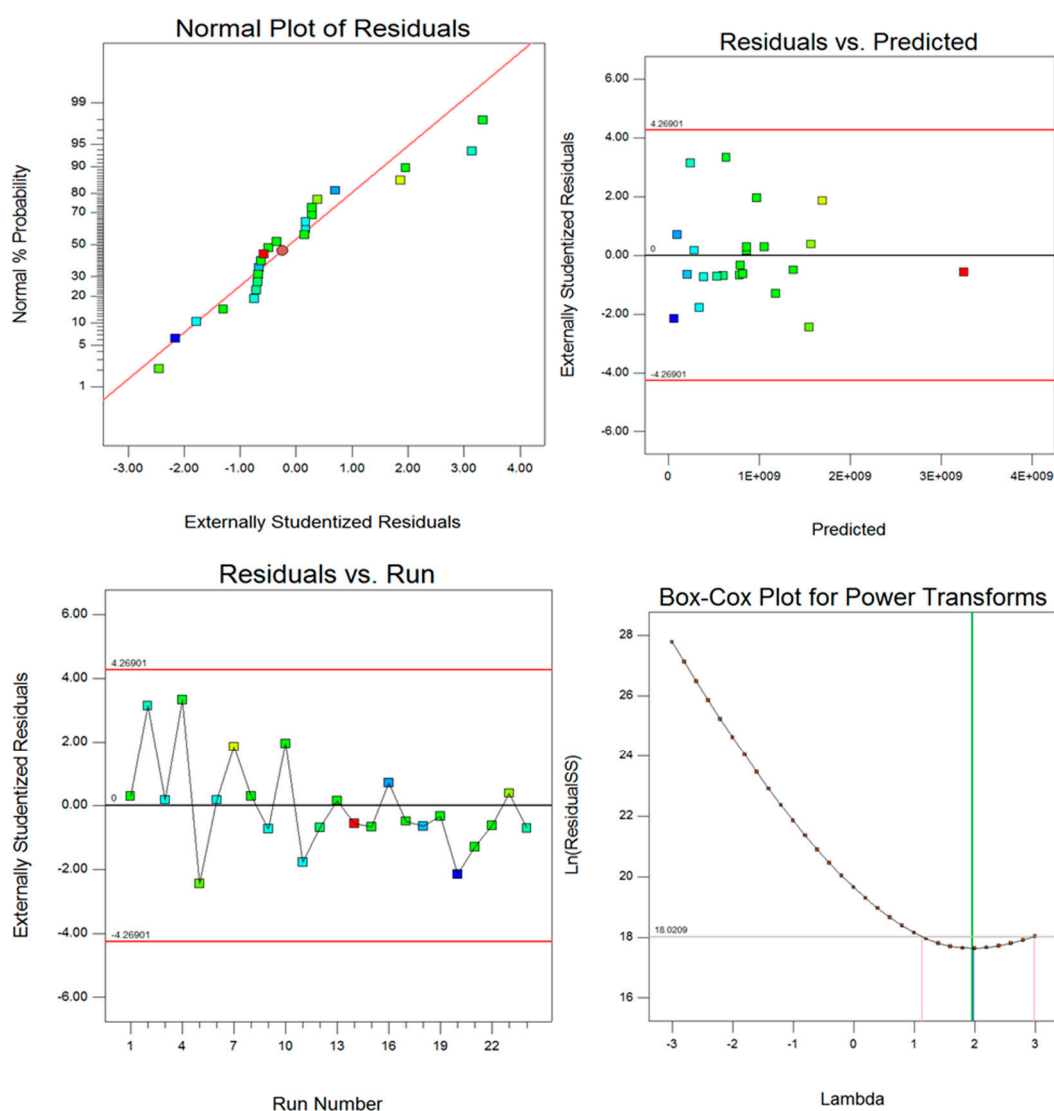 Normal Plot of Residuals
Normal % Probability
99
95
90
80
70
50
30
20
10
5
1
-3.00 -2.00 -1.00 0.00 1.00 2.00 3.00 4.00
Externally Studentized Residuals
Residuals vs. Predicted
Externally Studentized Residuals
6.00
4.26901
4.00
2.00
0
0.00
-2.00
-4.00
-4.26901
-6.00
0 1E+009 2E+009 3E+009 4E+009
Predicted
Residuals vs. Run
Externally Studentized Residuals
6.00
4.26901
4.00
2.00
0
0.00
-2.00
-4.00
-4.26901
-6.00
1 4 7 10 13 16 19 22
Run Number
Box-Cox Plot for Power Transforms
Ln(ResidualSS)
28
26
24
22
20
18.0209
18
16
-3 -2 -1 0 1 2 3
Lambda